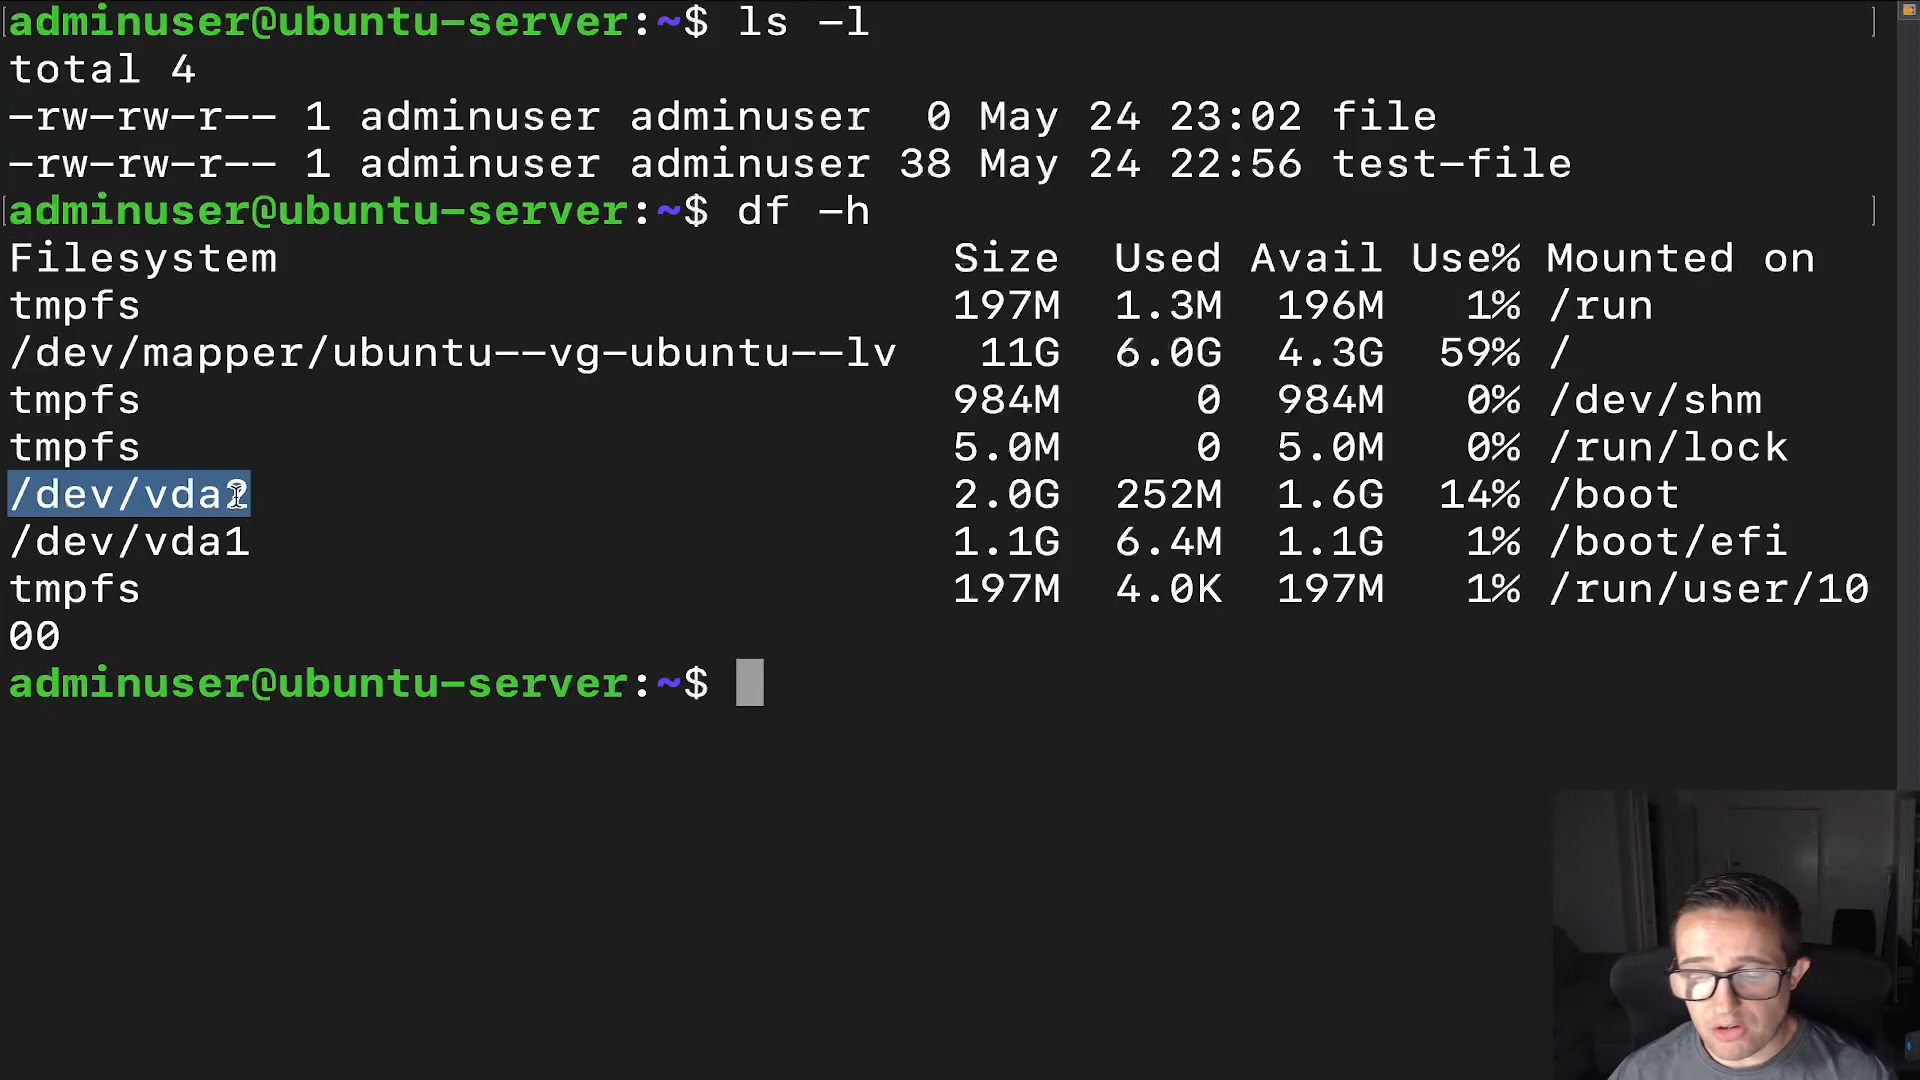 adminuser@ubuntu-server:~$ ls -l
total 4
-rw-rw-r-- 1 adminuser adminuser  0 May 24 23:02 file
-rw-rw-r-- 1 adminuser adminuser 38 May 24 22:56 test-file
adminuser@ubuntu-server:~$ df -h
Filesystem                         Size  Used Avail Use% Mounted on
tmpfs                              197M  1.3M  196M   1% /run
/dev/mapper/ubuntu--vg-ubuntu--lv   11G  6.0G  4.3G  59% /
tmpfs                              984M     0  984M   0% /dev/shm
tmpfs                              5.0M     0  5.0M   0% /run/lock
/dev/vda2                          2.0G  252M  1.6G  14% /boot
/dev/vda1                          1.1G  6.4M  1.1G   1% /boot/efi
tmpfs                              197M  4.0K  197M   1% /run/user/10
00
adminuser@ubuntu-server:~$